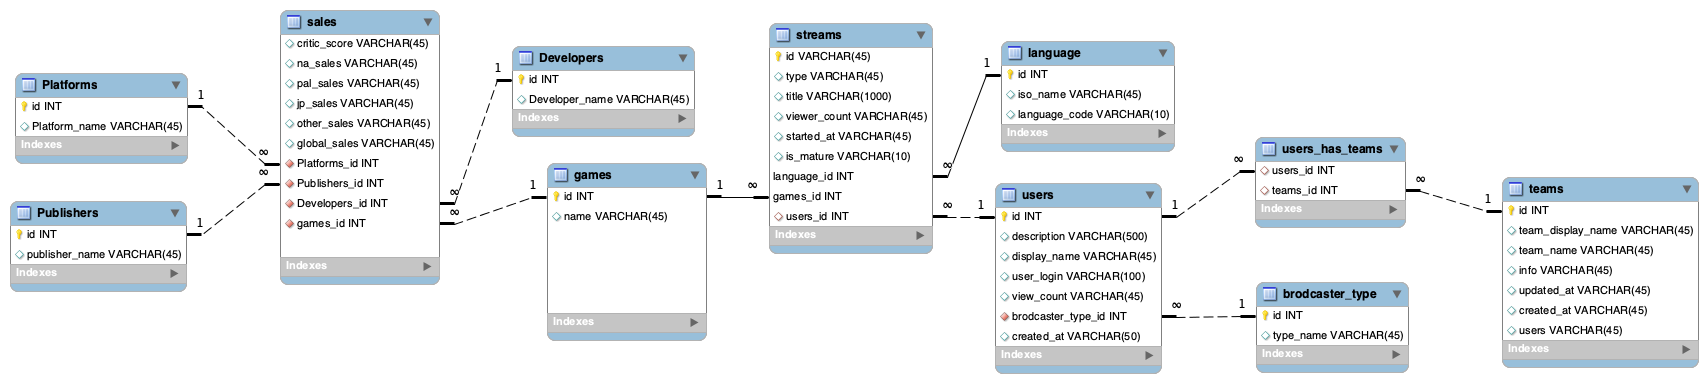 Platforms
id INT
Platform_name VARCHAR(45)
Indexes
1
∞
Publishers
id INT
publisher_name VARCHAR(45)
Indexes
1
∞
sales
critic_score VARCHAR(45)
na_sales VARCHAR(45)
pal_sales VARCHAR(45)
jp_sales VARCHAR(45)
other_sales VARCHAR(45)
global_sales VARCHAR(45)
Platforms_id INT
Publishers_id INT
Developers_id INT
games_id INT
Indexes
∞
1
∞
1
Developers
id INT
Developer_name VARCHAR(45)
Indexes
games
id INT
name VARCHAR(45)
Indexes
1
∞
streams
id VARCHAR(45)
type VARCHAR(45)
title VARCHAR(1000)
viewer_count VARCHAR(45)
started_at VARCHAR(45)
is_mature VARCHAR(10)
language_id INT
games_id INT
users_id INT
Indexes
1
∞
∞
1
language
id INT
iso_name VARCHAR(45)
language_code VARCHAR(10)
Indexes
users
id INT
description VARCHAR(500)
display_name VARCHAR(45)
user_login VARCHAR(100)
view_count VARCHAR(45)
brodcaster_type_id INT
created_at VARCHAR(50)
Indexes
1
∞
∞
1
users_has_teams
users_id INT
teams_id INT
Indexes
∞
1
brodcaster_type
id INT
type_name VARCHAR(45)
Indexes
teams
id INT
team_display_name VARCHAR(45)
team_name VARCHAR(45)
info VARCHAR(45)
updated_at VARCHAR(45)
created_at VARCHAR(45)
users VARCHAR(45)
Indexes